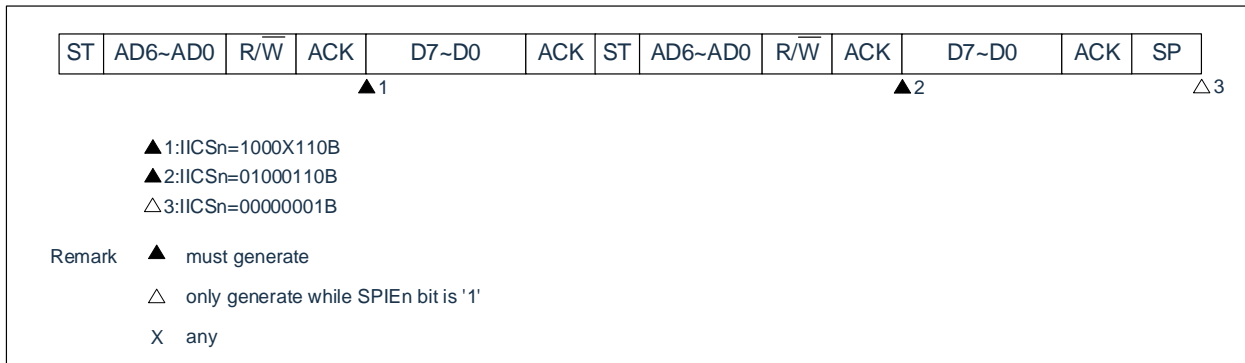 ST AD6~AD0 R/W̅ ACK D7~D0 ACK ST AD6~AD0 R/W̅ ACK D7~D0 ACK SP
▲1 ▲2 △3
▲1:IICSn=1000X110B
▲2:IICSn=01000110B
△3:IICSn=00000001B
Remark ▲ must generate
△ only generate while SPIEn bit is '1'
X any